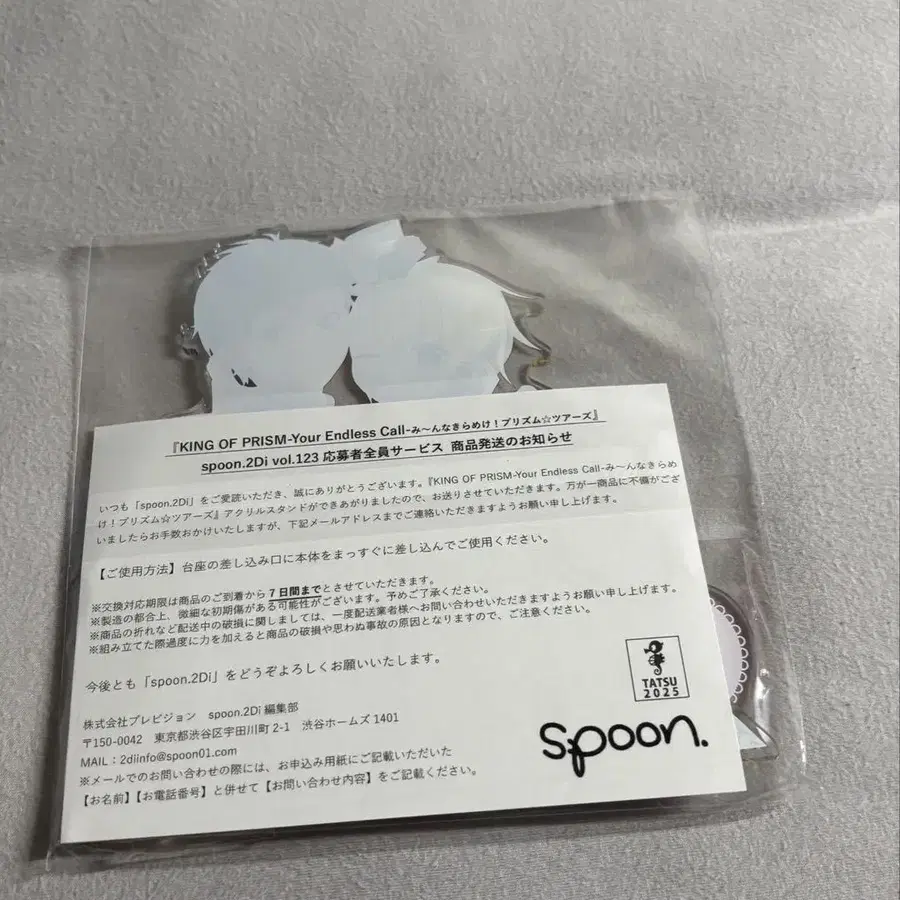 『KING OF PRISM-Your Endless Call-み～んなきらめけ！プリズム☆ツアーズ』
spoon.2Di vol.123 応募者全員サービス 商品発送のお知らせ
いつも「spoon.2Di」をご愛読いただき、誠にありがとうございます。『KING OF PRISM-Your Endless Call-み～んなきらめ
け！プリズム☆ツアーズ』アクリルスタンドができあがりましたので、お送りさせていただきます。万が一商品に不備がござ
いましたらお手数おかけいたしますが、下記メールアドレスまでご連絡いただきますようお願い申し上げます。
【ご使用方法】台座の差し込み口に本体をまっすぐに差し込んでご使用ください。
※交換対応期限は商品のご到着から7日間までとさせていただきます。
※製造の都合上、微細な初期傷がある可能性がございます。予めご了承ください。
※商品の折れなど配送中の破損に関しましては、一度配送業者様へお問い合わせいただきますようお願い申し上げます。
※組み立てた際過度に力を加えると商品の破損や思わぬ事故の原因となりますので、ご注意ください。
今後とも「spoon.2Di」をどうぞよろしくお願いいたします。
TATSU
2025
株式会社プレビジョン spoon.2Di 編集部
〒150-0042 東京都渋谷区宇田川町 2-1 渋谷ホームズ 1401
MAIL：2diinfo@spoon01.com
※メールでのお問い合わせの際には、お申込み用紙にご記載いただいた
【お名前】【お電話番号】と併せて【お問い合わせ内容】をご記載ください。
spoon.